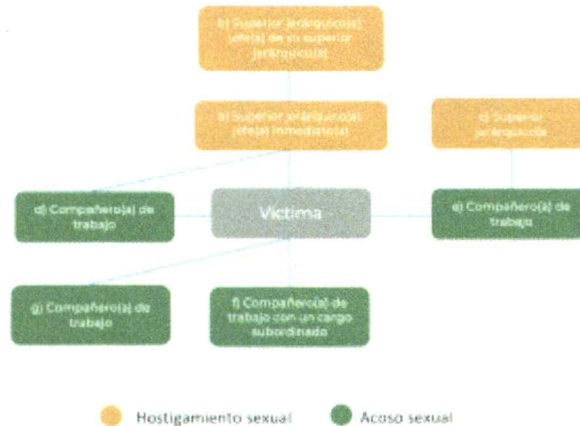 b) Superior jerárquico(a)
jefe(a) de su superior
jerárquico(a)
a) Superior jerárquico(a)
jefe(a) inmediato(a)
c) Superior
jerárquico/a
d) Compañero(a) de
trabajo
Víctima
e) Compañero(a) de
trabajo
g) Compañero(a) de
trabajo
f) Compañero(a) de
trabajo con un cargo
subordinado
Hostigamiento sexual
Acoso sexual